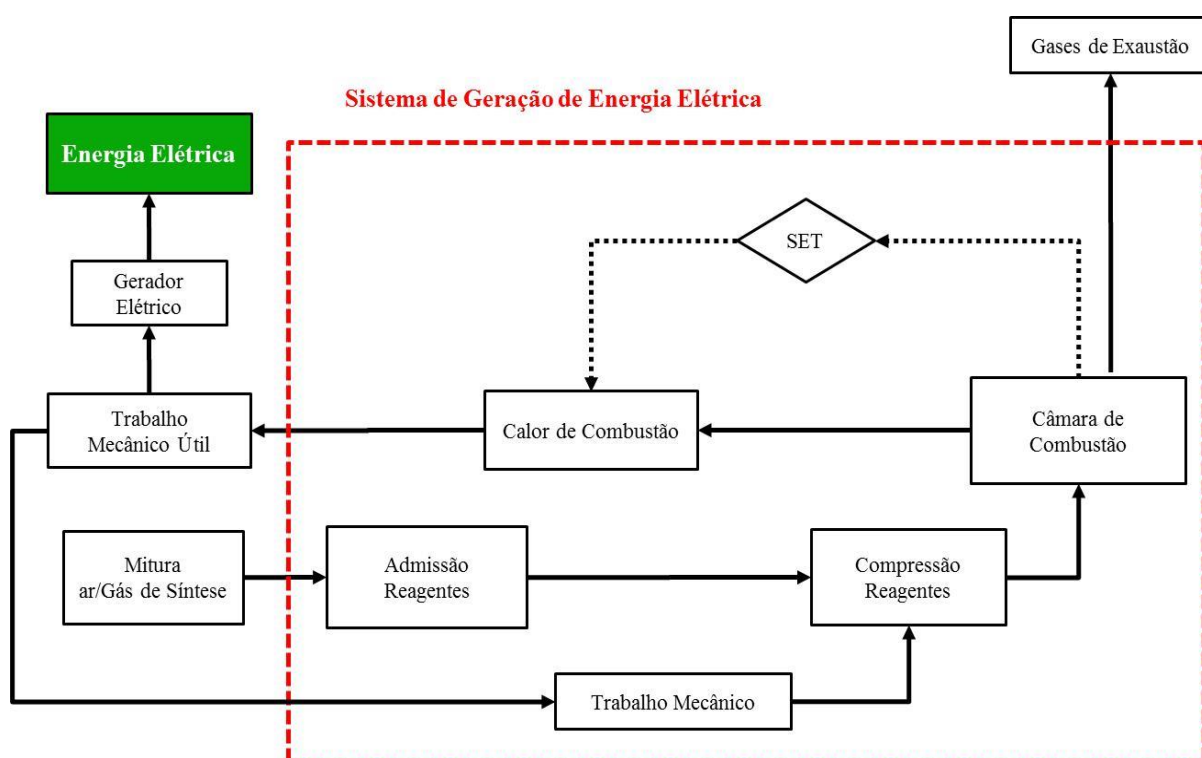 Gases de Exaustão
Sistema de Geração de Energia Elétrica
Energia Elétrica
SET
Gerador
Elétrico
Trabalho
Mecânico Útil
Calor de Combustão
Câmara de
Combustão
Mitura
ar/Gás de Síntese
Admissão
Reagentes
Compressão
Reagentes
Trabalho Mecânico